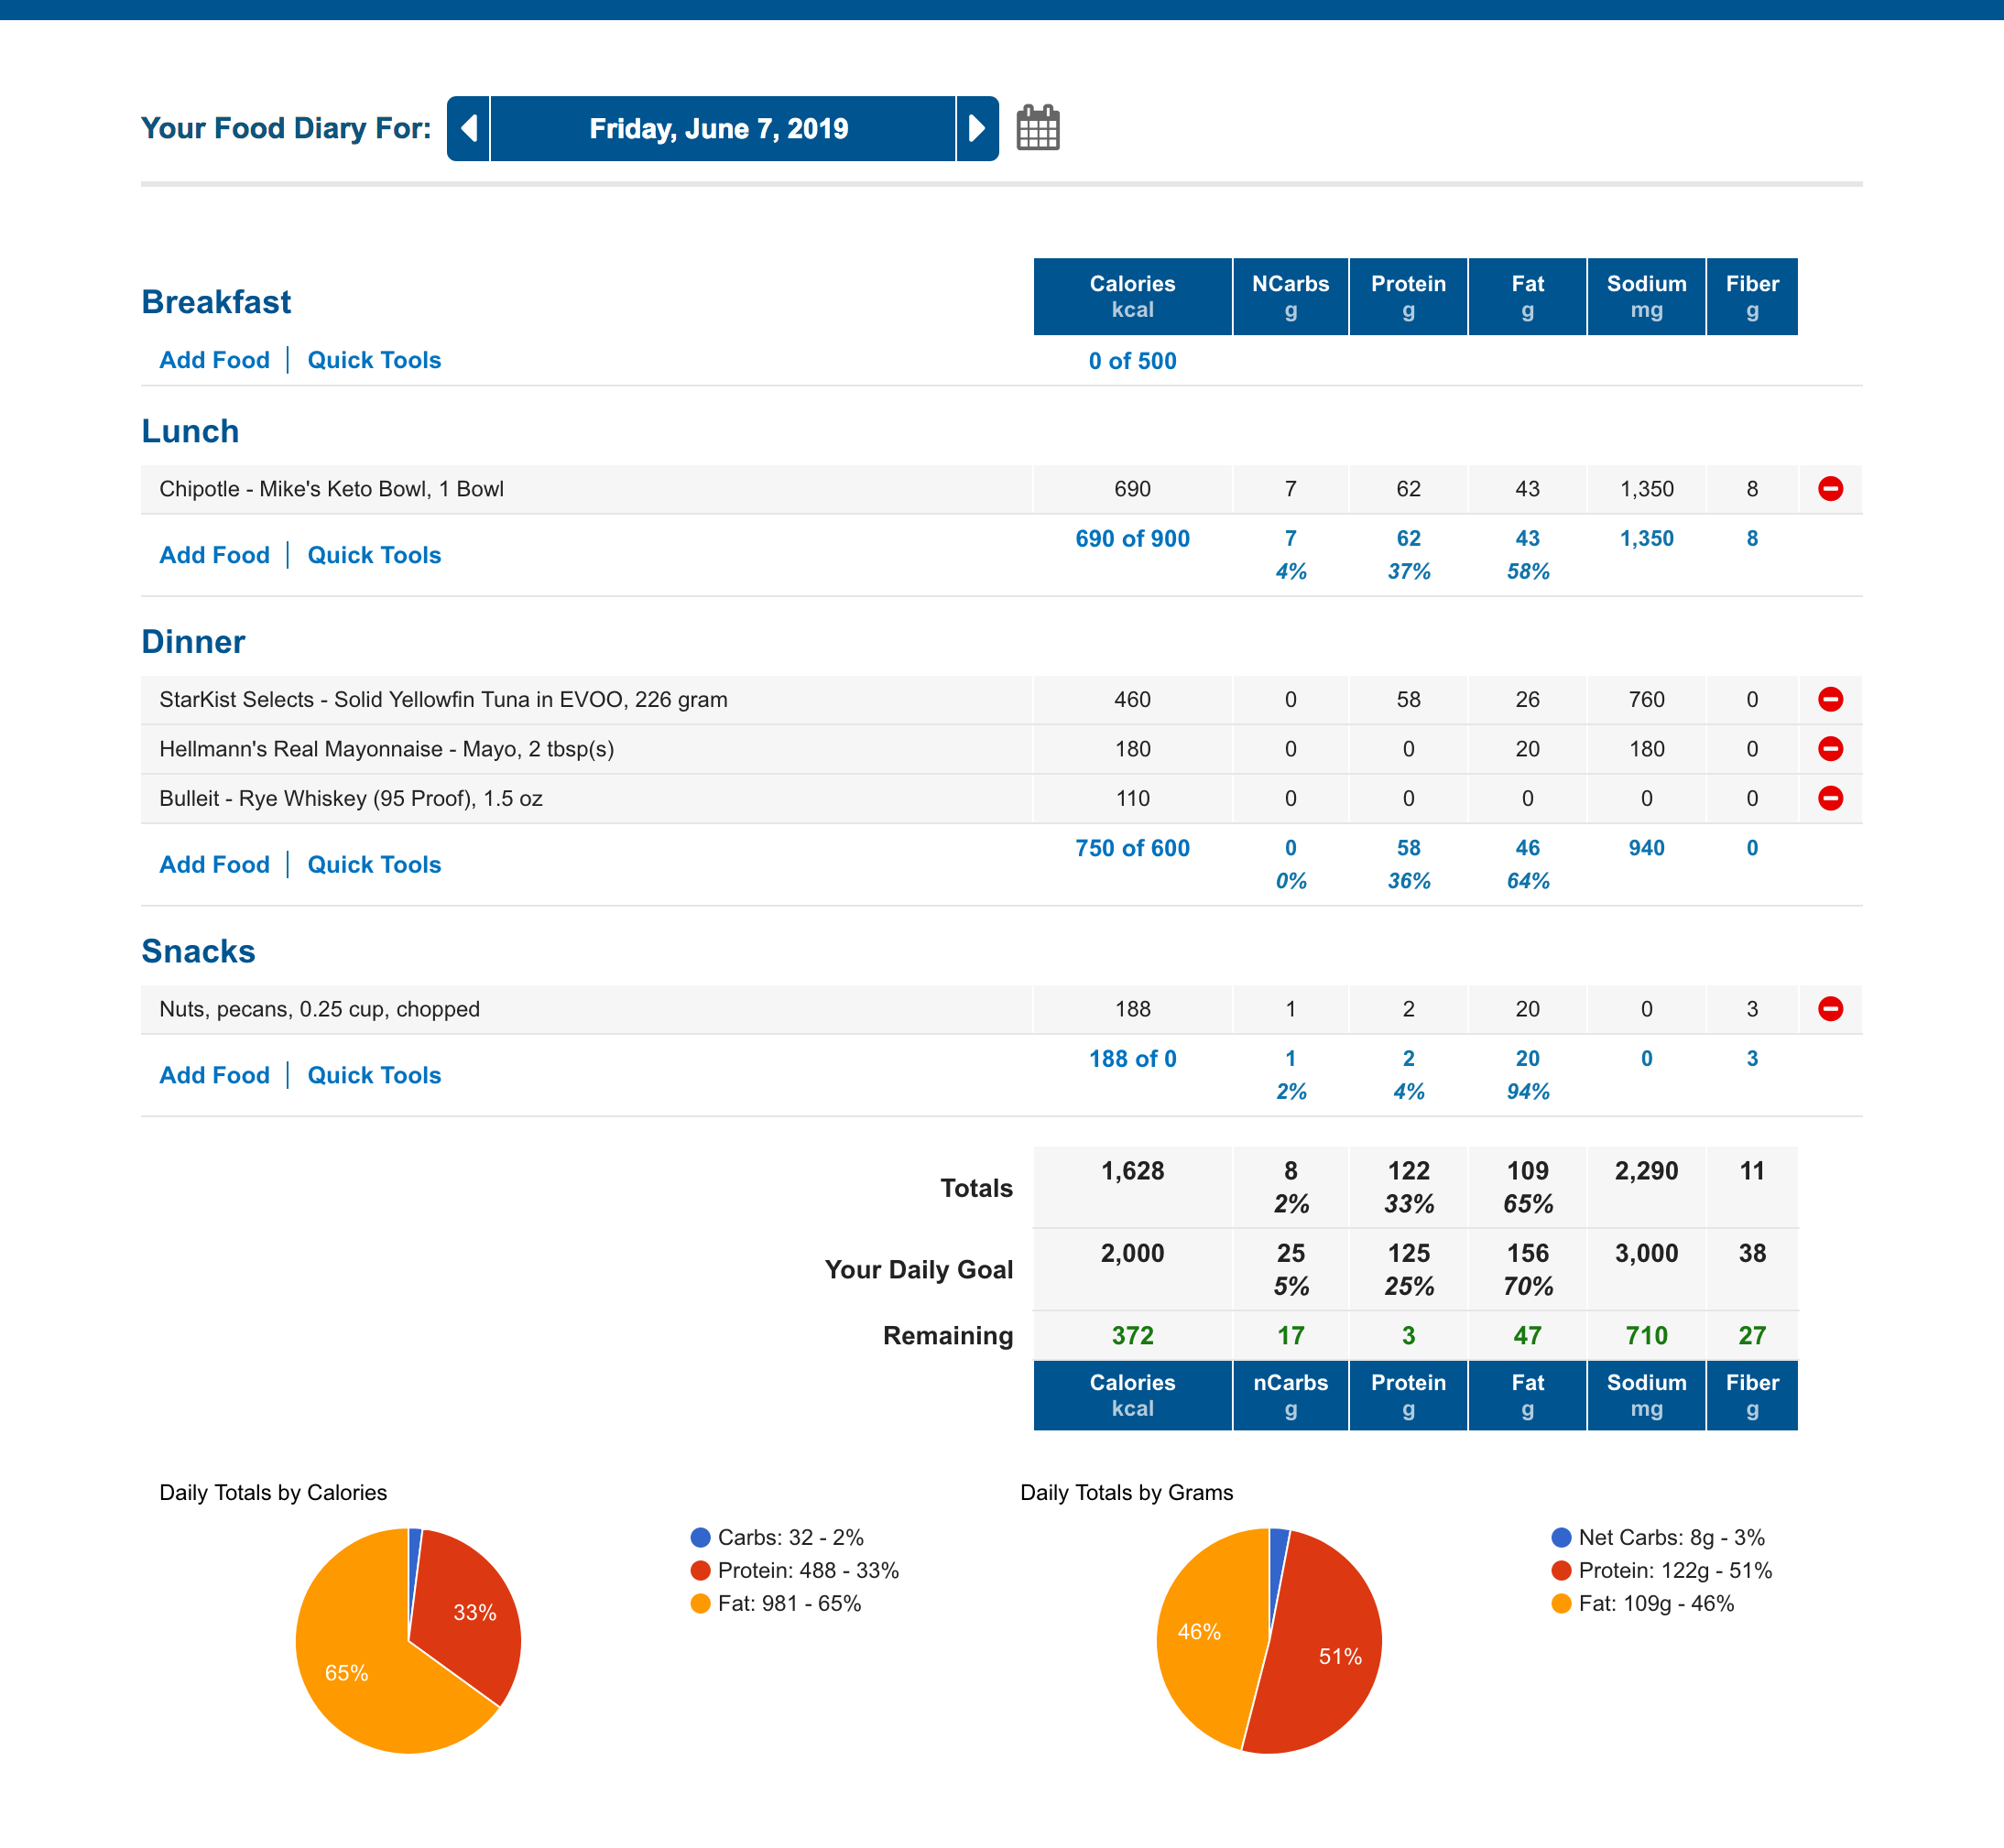 Your Food Diary For: Friday, June 7, 2019
Breakfast Calories kcal NCarbs g Protein g Fat g Sodium mg Fiber g
Add Food | Quick Tools 0 of 500
Lunch
Chipotle - Mike's Keto Bowl, 1 Bowl 690 7 62 43 1,350 8
Add Food | Quick Tools 690 of 900 7 62 43 1,350 8
4% 37% 58%
Dinner
StarKist Selects - Solid Yellowfin Tuna in EVOO, 226 gram 460 0 58 26 760 0
Hellmann's Real Mayonnaise - Mayo, 2 tbsp(s) 180 0 0 20 180 0
Bulleit - Rye Whiskey (95 Proof), 1.5 oz 110 0 0 0 0 0
Add Food | Quick Tools 750 of 600 0 58 46 940 0
0% 36% 64%
Snacks
Nuts, pecans, 0.25 cup, chopped 188 1 2 20 0 3
Add Food | Quick Tools 188 of 0 1 2 20 0 3
2% 4% 94%
Totals 1,628 8 122 109 2,290 11
2% 33% 65%
Your Daily Goal 2,000 25 125 156 3,000 38
5% 25% 70%
Remaining 372 17 3 47 710 27
Calories nCarbs Protein Fat Sodium Fiber
kcal g g g mg g
Daily Totals by Calories
Carbs: 32 - 2%
Protein: 488 - 33%
Fat: 981 - 65%
33%
65%
Daily Totals by Grams
Net Carbs: 8g - 3%
Protein: 122g - 51%
Fat: 109g - 46%
46%
51%